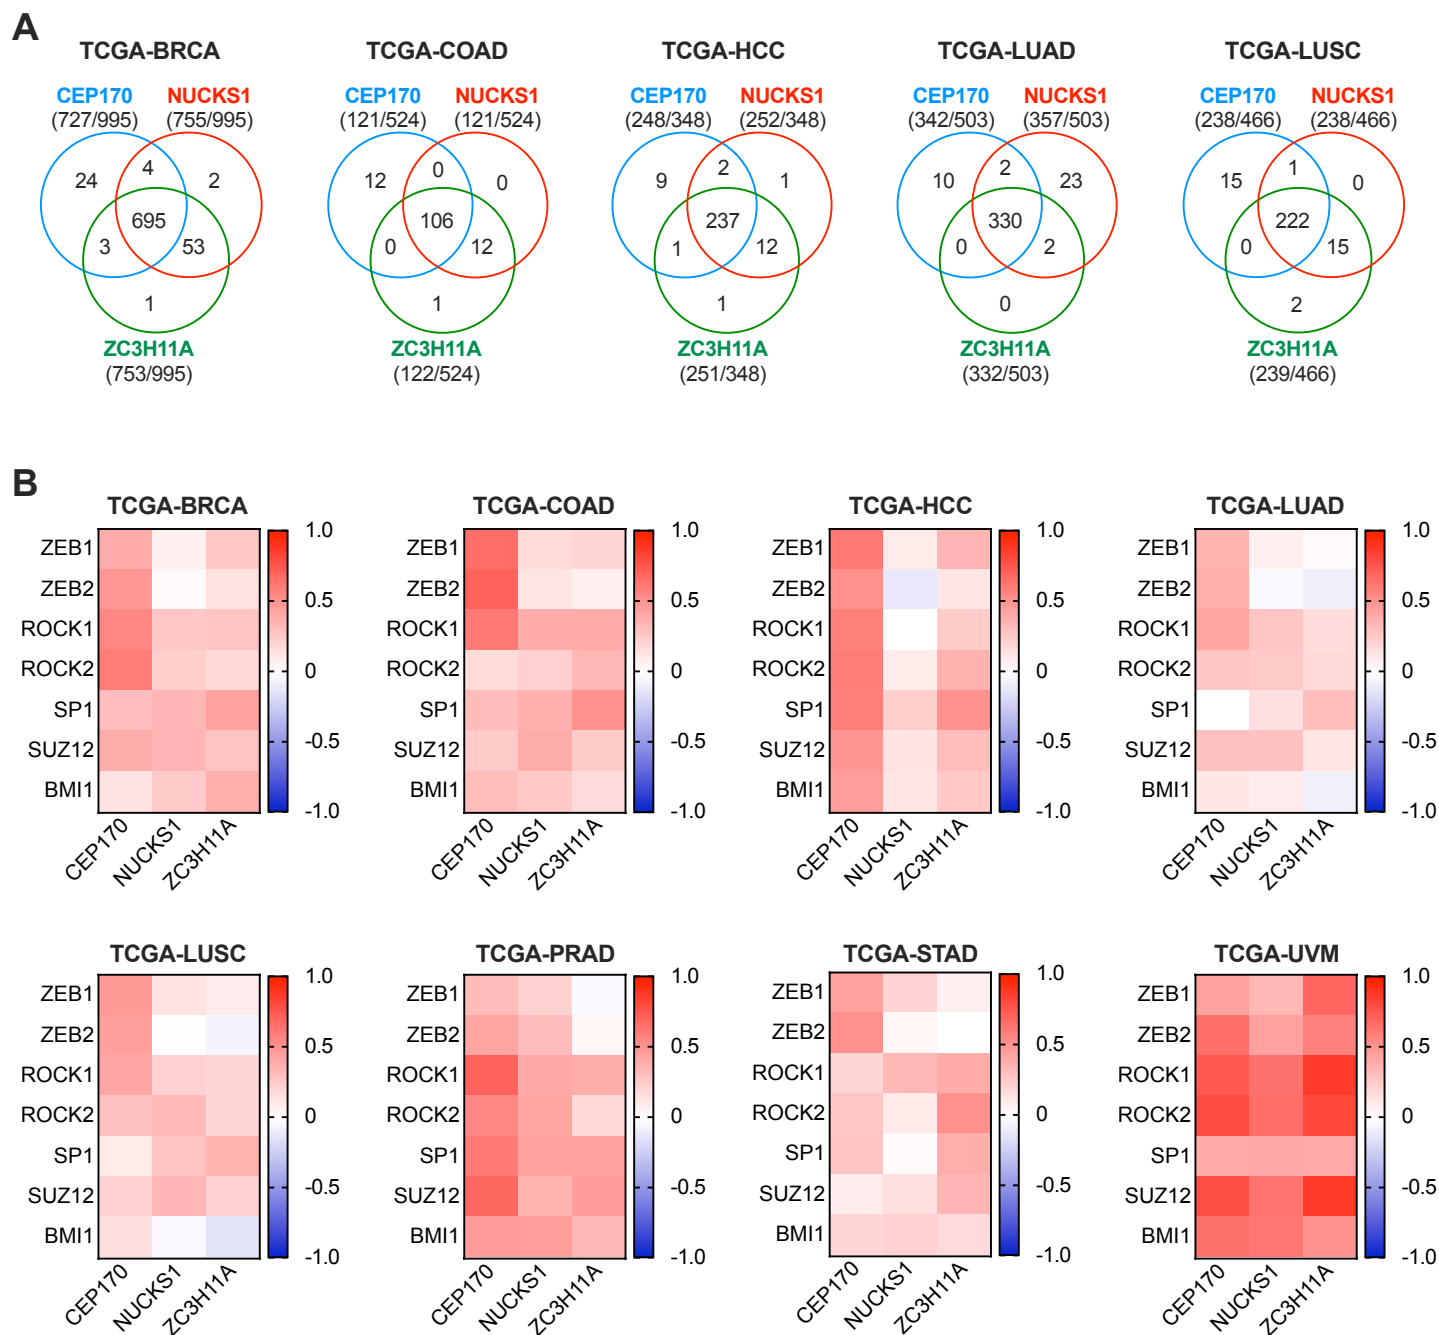 A
TCGA-BRCA TCGA-COAD TCGA-HCC TCGA-LUAD TCGA-LUSC
CEP170 NUCKS1 CEP170 NUCKS1 CEP170 NUCKS1 CEP170 NUCKS1 CEP170 NUCKS1
(727/995) (755/995) (121/524) (121/524) (248/348) (252/348) (342/503) (357/503) (238/466) (238/466)
24 4 2 12 0 0 9 2 1 10 2 23 15 1 0
695 106 237 330 222
3 53 0 12 1 12 0 2 0 15
1 1 1 0 2
ZC3H11A ZC3H11A ZC3H11A ZC3H11A ZC3H11A
(753/995) (122/524) (251/348) (332/503) (239/466)
B
TCGA-BRCA
ZEB1
ZEB2
ROCK1
ROCK2
SP1
SUZ12
BMI1
CEP170
NUCKS1
ZC3H11A
1.0
0.5
0
-0.5
-1.0
TCGA-COAD
ZEB1
ZEB2
ROCK1
ROCK2
SP1
SUZ12
BMI1
CEP170
NUCKS1
ZC3H11A
1.0
0.5
0
-0.5
-1.0
TCGA-HCC
ZEB1
ZEB2
ROCK1
ROCK2
SP1
SUZ12
BMI1
CEP170
NUCKS1
ZC3H11A
1.0
0.5
0
-0.5
-1.0
TCGA-LUAD
ZEB1
ZEB2
ROCK1
ROCK2
SP1
SUZ12
BMI1
CEP170
NUCKS1
ZC3H11A
1.0
0.5
0
-0.5
-1.0
TCGA-LUSC
ZEB1
ZEB2
ROCK1
ROCK2
SP1
SUZ12
BMI1
CEP170
NUCKS1
ZC3H11A
1.0
0.5
0
-0.5
-1.0
TCGA-PRAD
ZEB1
ZEB2
ROCK1
ROCK2
SP1
SUZ12
BMI1
CEP170
NUCKS1
ZC3H11A
1.0
0.5
0
-0.5
-1.0
TCGA-STAD
ZEB1
ZEB2
ROCK1
ROCK2
SP1
SUZ12
BMI1
CEP170
NUCKS1
ZC3H11A
1.0
0.5
0
-0.5
-1.0
TCGA-UVM
ZEB1
ZEB2
ROCK1
ROCK2
SP1
SUZ12
BMI1
CEP170
NUCKS1
ZC3H11A
1.0
0.5
0
-0.5
-1.0